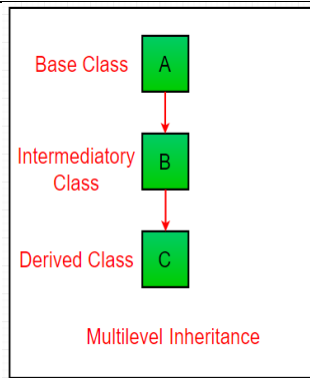 Base Class A
Intermediatory
Class B
Derived Class C
Multilevel Inheritance